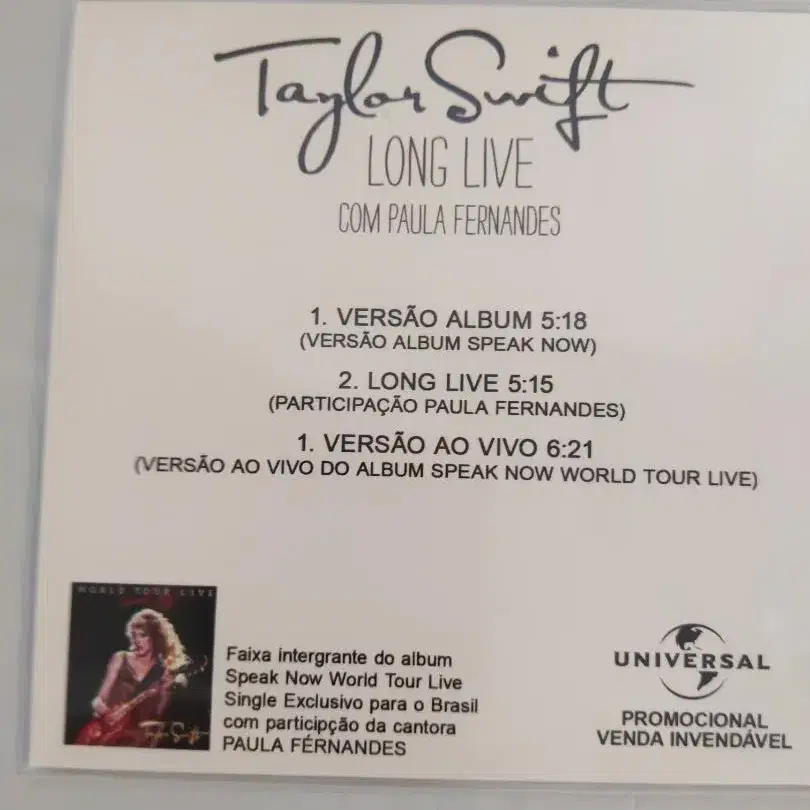 Taylor Swift
LONG LIVE
COM PAULA FERNANDES
1. VERSÃO ALBUM 5:18
(VERSÃO ALBUM SPEAK NOW)
2. LONG LIVE 5:15
(PARTICIPAÇÃO PAULA FERNANDES)
1. VERSÃO AO VIVO 6:21
(VERSÃO AO VIVO DO ALBUM SPEAK NOW WORLD TOUR LIVE)
WORLD TOUR LIVE
Taylor Swift
Faixa intergrante do album
Speak Now World Tour Live
Single Exclusivo para o Brasil
com participção da cantora
PAULA FÉRNANDES
UNIVERSAL
PROMOCIONAL
VENDA INVENDÁVEL